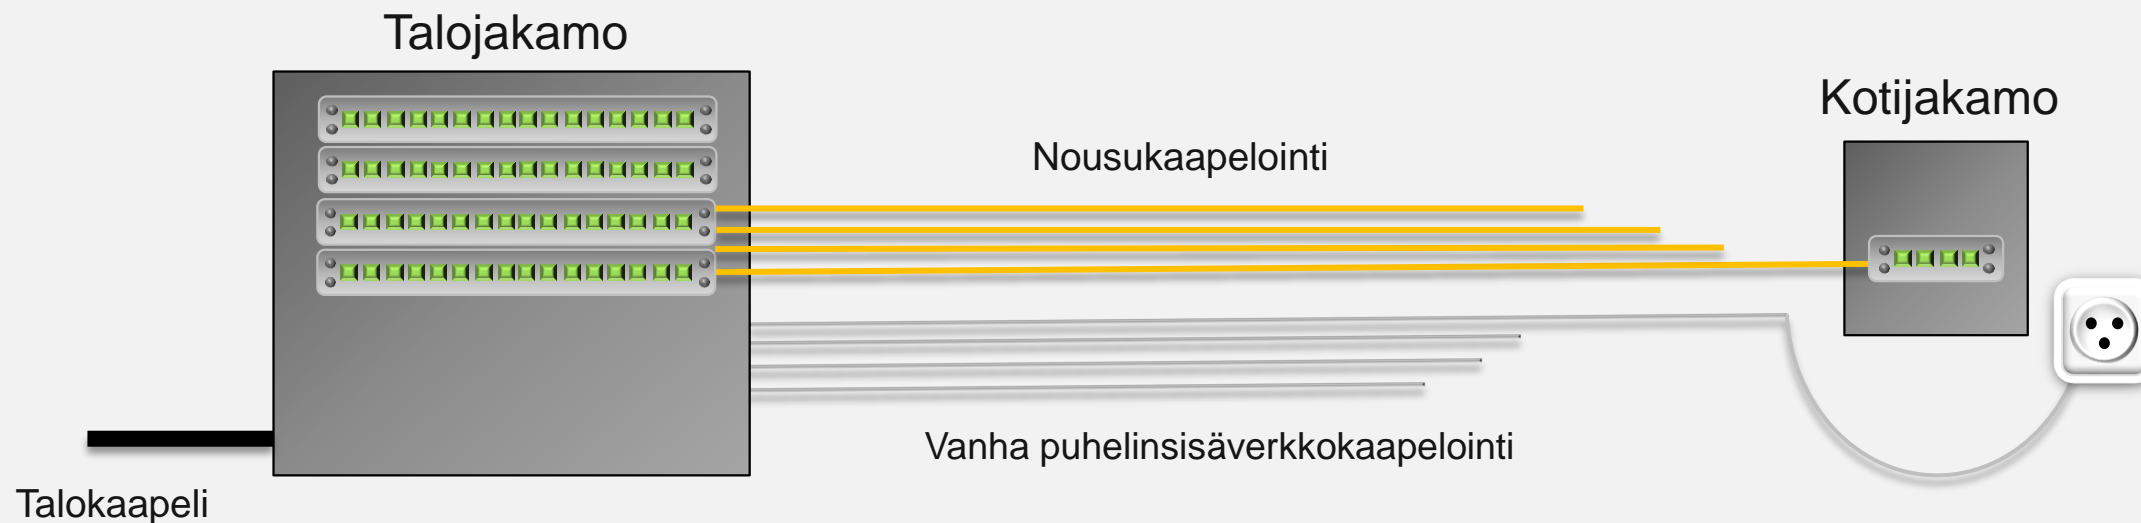 Talojakamo
Kotijakamo
Nousukaapelointi
Vanha puhelinsisäverkkokaapelointi
Talokaapeli